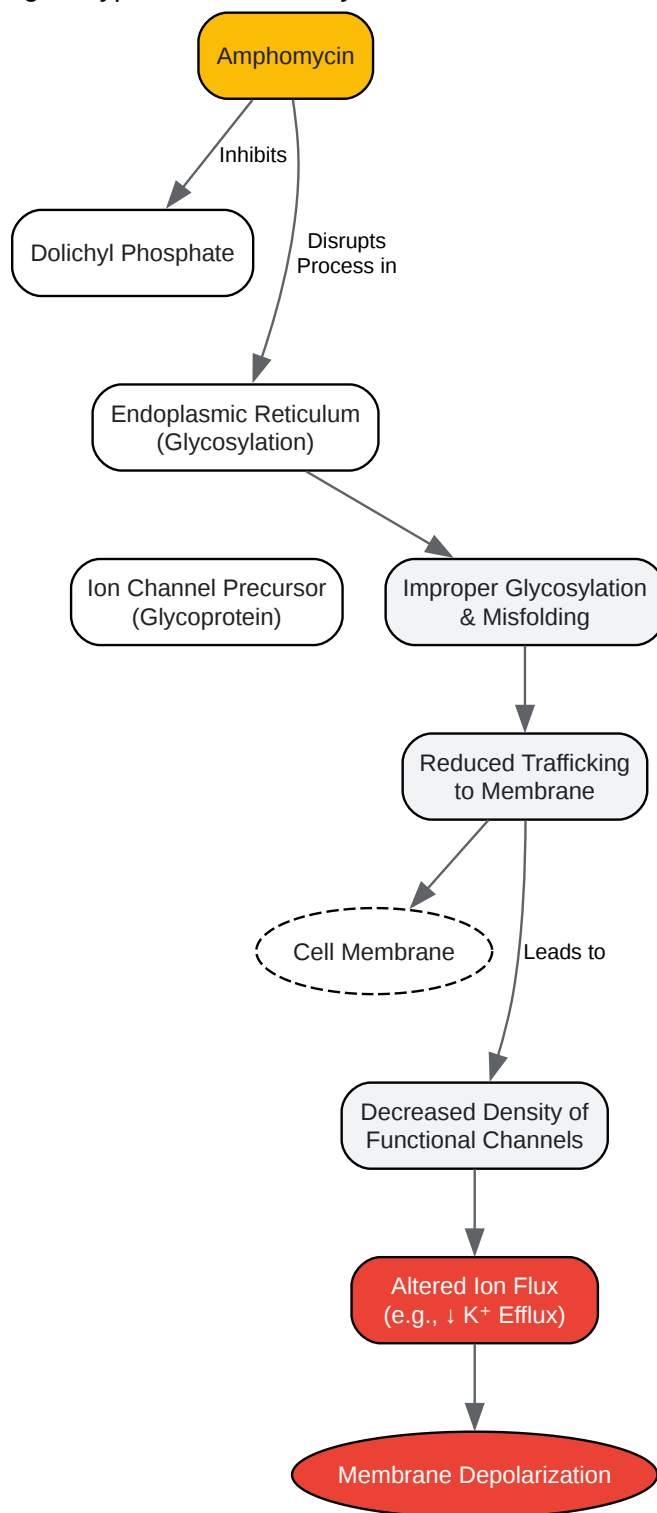 Amphomycin
Inhibits
Dolichyl Phosphate
Disrupts
Process in
Endoplasmic Reticulum
(Glycosylation)
Ion Channel Precursor
(Glycoprotein)
Improper Glycosylation
& Misfolding
Reduced Trafficking
to Membrane
Cell Membrane
Leads to
Decreased Density of
Functional Channels
Altered Ion Flux
(e.g., ↓ K⁺ Efflux)
Membrane Depolarization